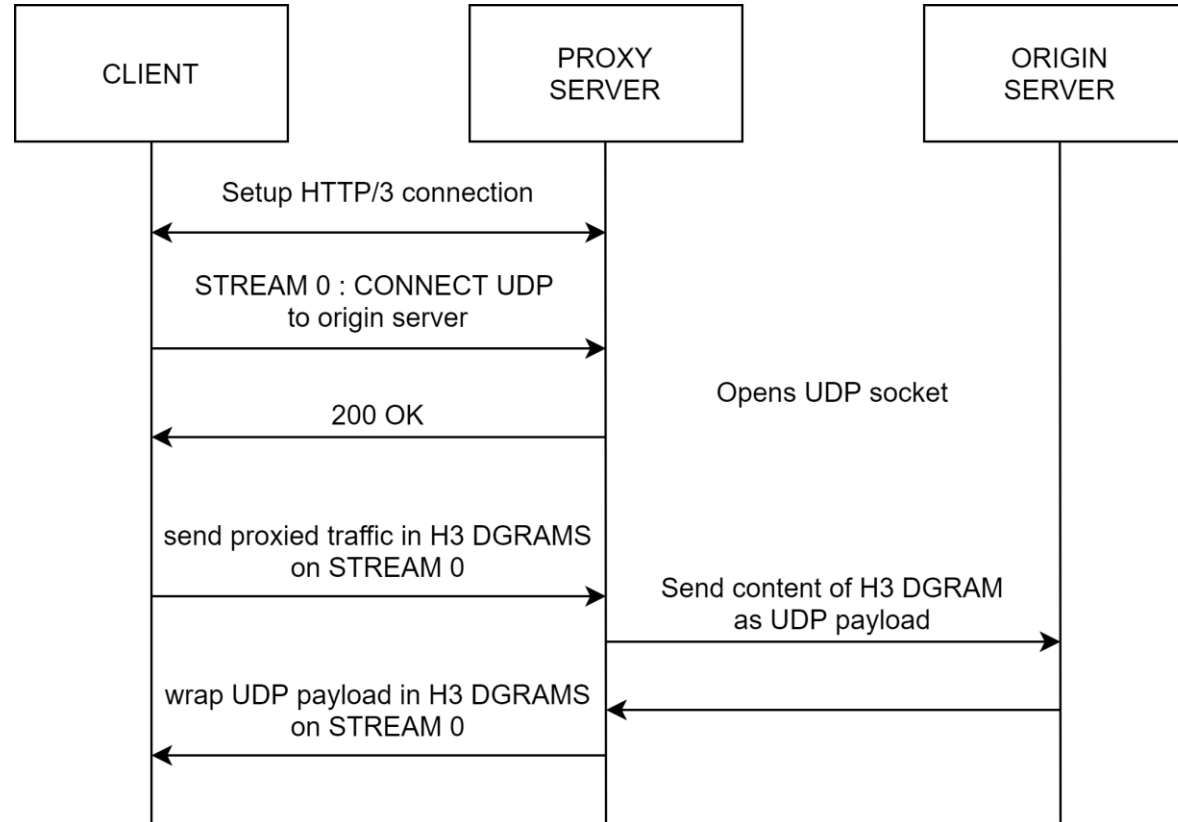 CLIENT
PROXY
SERVER
ORIGIN
SERVER
Setup HTTP/3 connection
STREAM 0 : CONNECT UDP
to origin server
Opens UDP socket
200 OK
send proxied traffic in H3 DGRAMS
on STREAM 0
Send content of H3 DGRAM
as UDP payload
wrap UDP payload in H3 DGRAMS
on STREAM 0